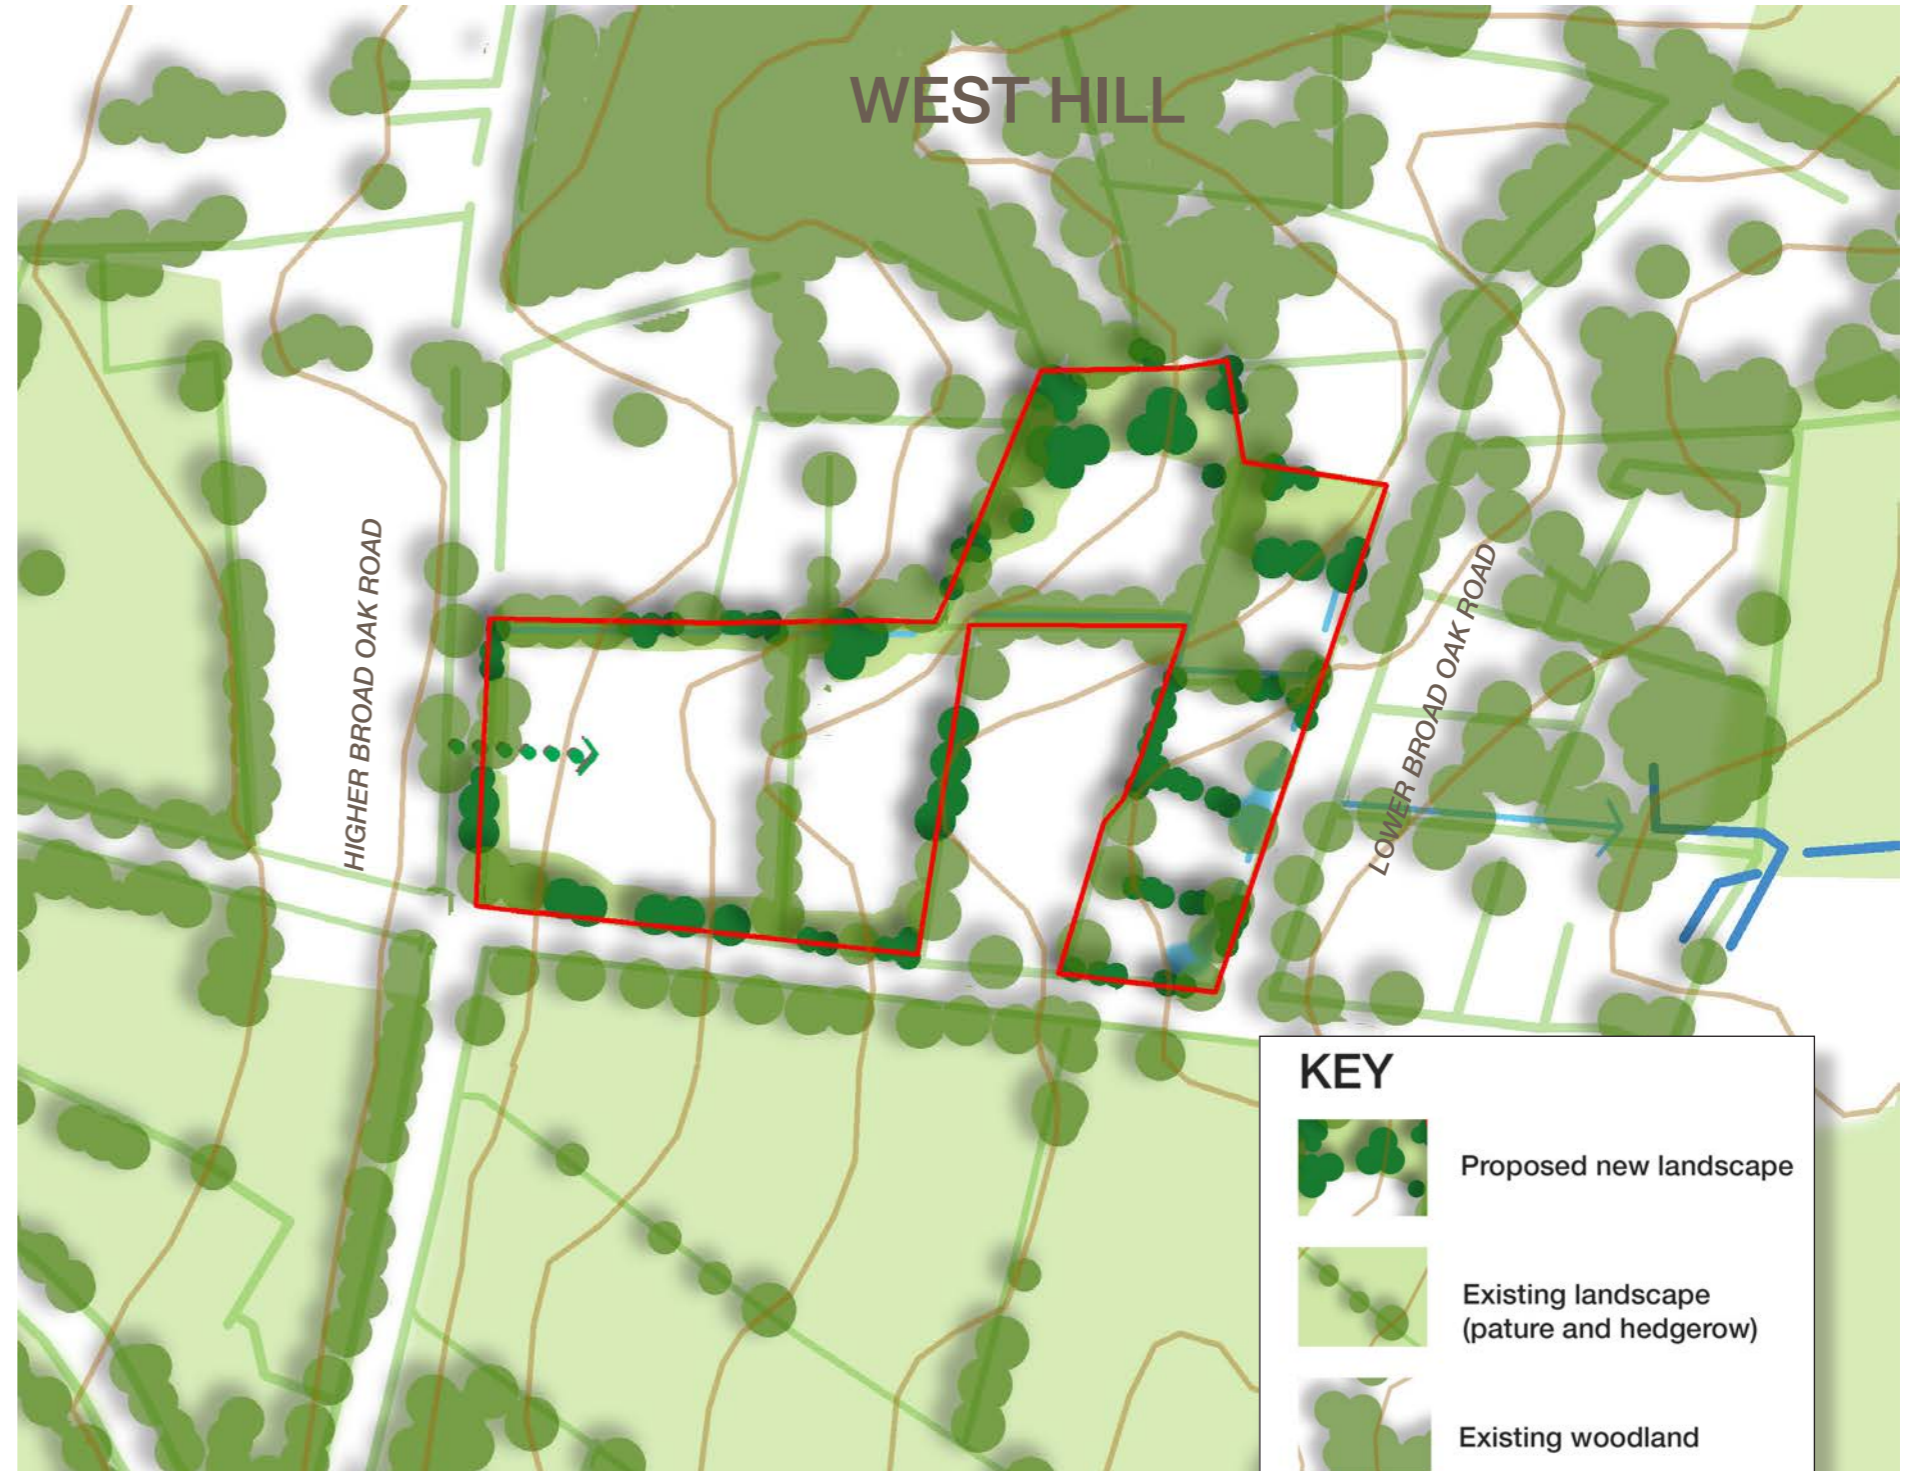 WEST HILL
HIGHER BROAD OAK ROAD
LOWER BROAD OAK ROAD
KEY
Proposed new landscape
Existing landscape
(pature and hedgerow)
Existing woodland